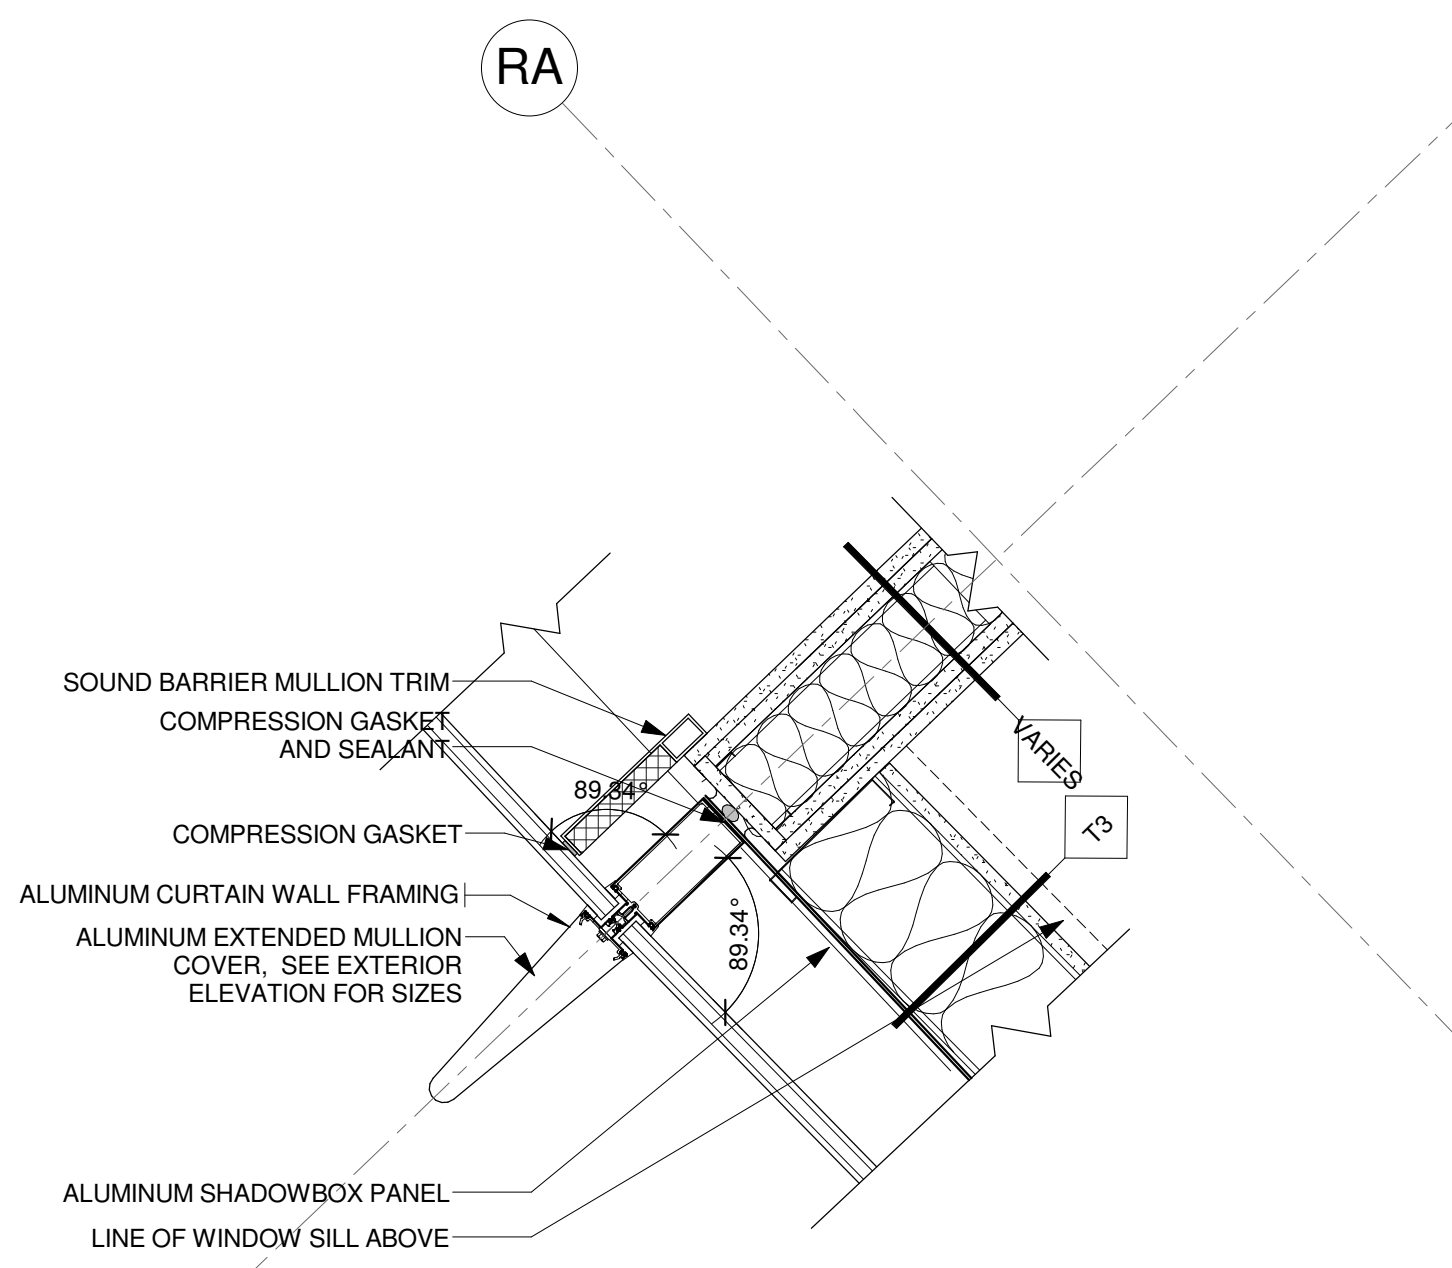 RA
SOUND BARRIER MULLION TRIM
COMPRESSION GASKET
AND SEALANT
89.34°
COMPRESSION GASKET
ALUMINUM CURTAIN WALL FRAMING
ALUMINUM EXTENDED MULLION
COVER, SEE EXTERIOR
ELEVATION FOR SIZES
89.34°
VARIES
T3
ALUMINUM SHADOWBOX PANEL
LINE OF WINDOW SILL ABOVE